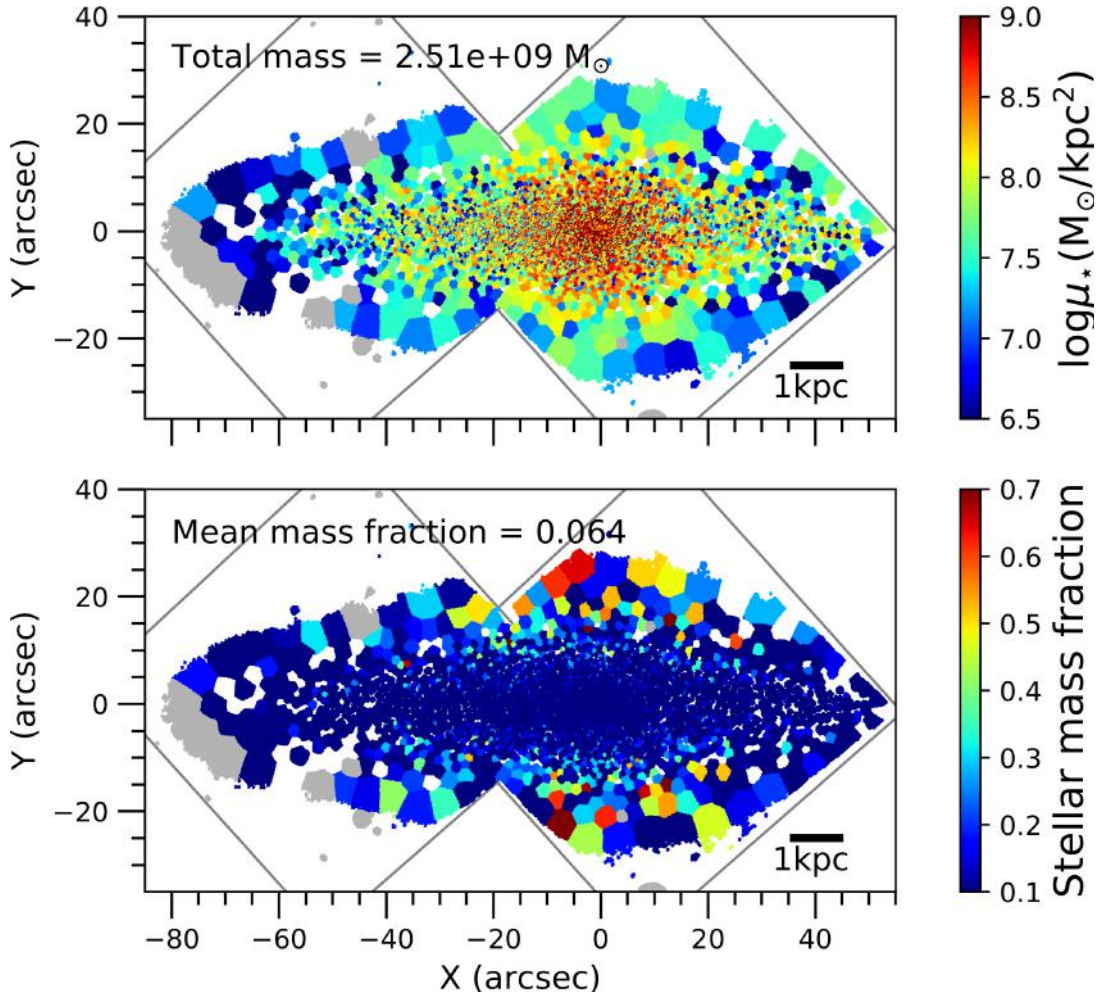 40
Total mass = 2.51e+09 M⊙
20
0
−20
Y (arcsec)
1kpc
9.0
8.5
8.0
7.5
7.0
6.5
logμ⋆(M⊙/kpc²)
40
Mean mass fraction = 0.064
20
0
−20
Y (arcsec)
1kpc
−80 −60 −40 −20 0 20 40
X (arcsec)
0.7
0.6
0.5
0.4
0.3
0.2
0.1
Stellar mass fraction